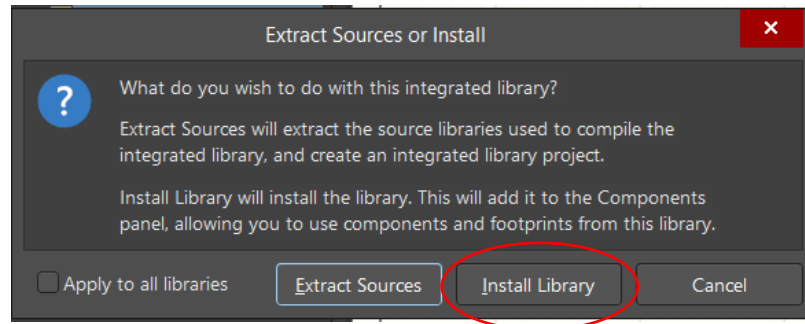 Extract Sources or Install
What do you wish to do with this integrated library?
Extract Sources will extract the source libraries used to compile the
integrated library, and create an integrated library project.
Install Library will install the library. This will add it to the Components
panel, allowing you to use components and footprints from this library.
Apply to all libraries Extract Sources Install Library Cancel